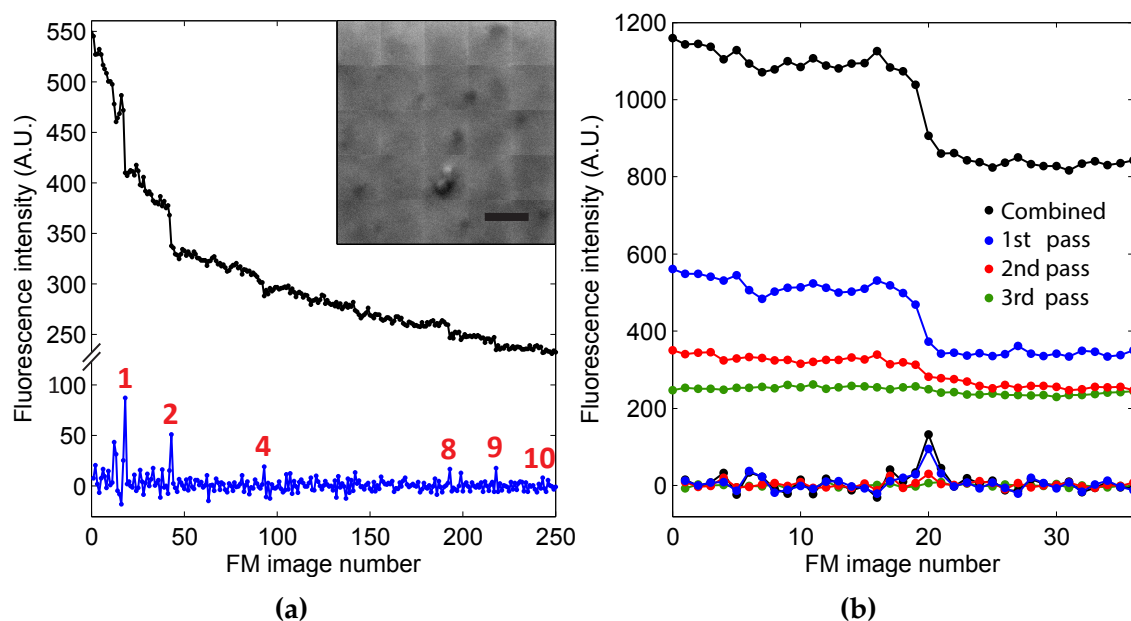 550
500
450
400
350
300
250
100
50
0
Fluorescence intensity (A.U.)
1
2
4
8
9
10
0 50 100 150 200 250
FM image number
(a)
1200
1000
800
600
400
200
0
Fluorescence intensity (A.U.)
Combined
1st pass
2nd pass
3rd pass
0 10 20 30
FM image number
(b)